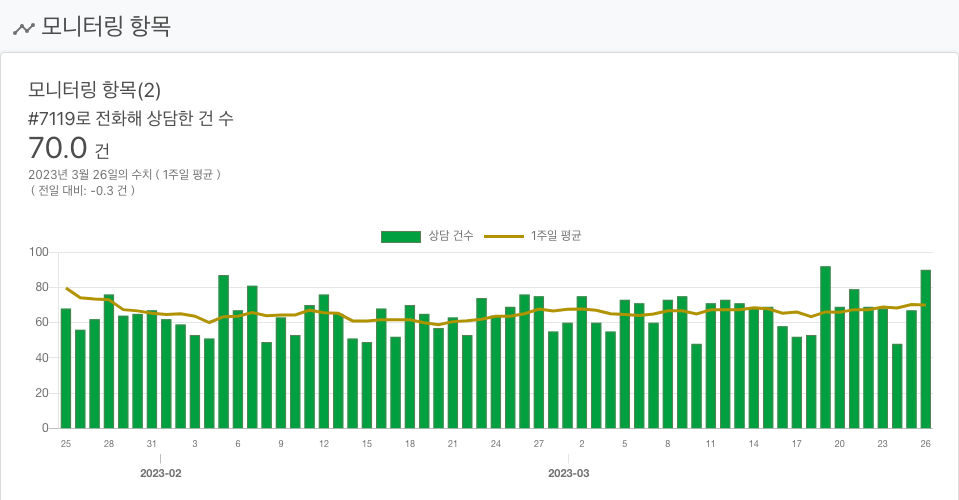 모니터링 항목
모니터링 항목(2)
#7119로 전화해 상담한 건 수
70.0 건
2023년 3월 26일의 수치 ( 1주일 평균 )
( 전일 대비: -0.3 건 )
상담 건수 1주일 평균
100
80
60
40
20
0
25 28 31 3 6 9 12 15 18 21 24 27 2 5 8 11 14 17 20 23 26
2023-02 2023-03